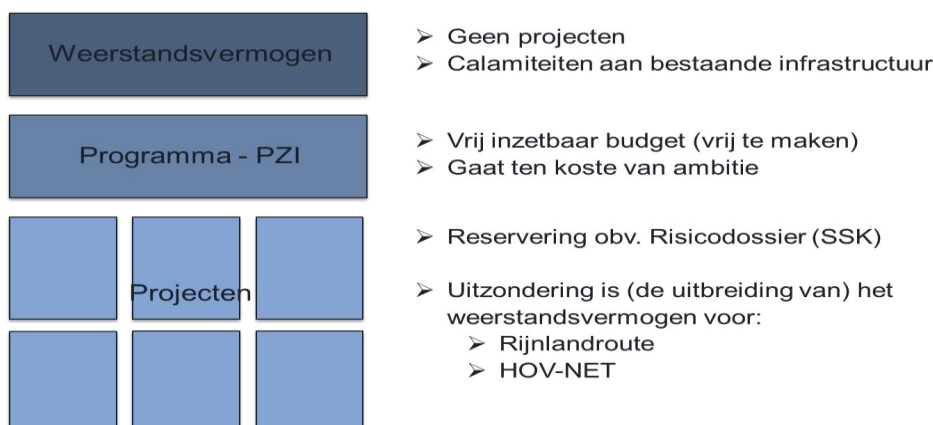 Weerstandsvermogen
➢ Geen projecten
➢ Calamiteiten aan bestaande infrastructuur
Programma - PZI
➢ Vrij inzetbaar budget (vrij te maken)
➢ Gaat ten koste van ambitie
Projecten
➢ Reservering obv. Risicodossier (SSK)
➢ Uitzondering is (de uitbreiding van) het
weerstandsvermogen voor:
➢ Rijnlandroute
➢ HOV-NET